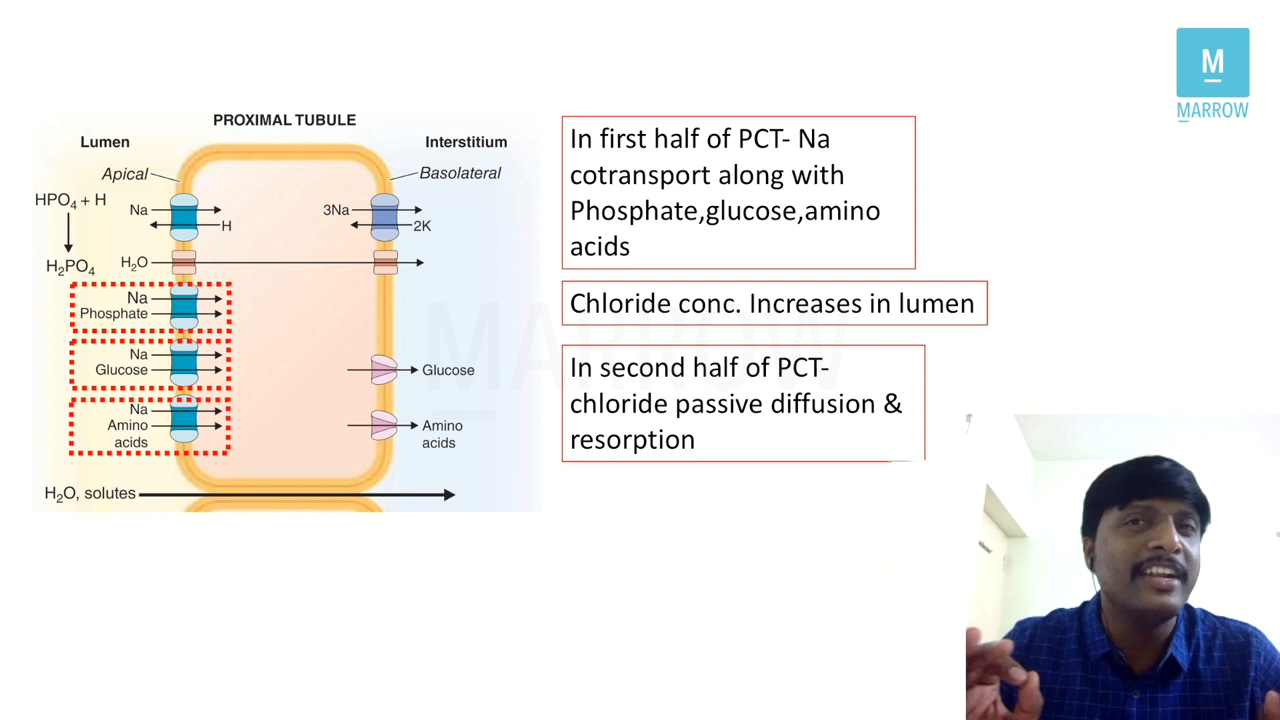 M
MARROW
PROXIMAL TUBULE
Lumen
Interstitium
Apical
Basolateral
HPO4 + H
Na
3Na
H
2K
H2O
H2PO4
Na
Phosphate
Na
Glucose
Glucose
Na
Amino
acids
Amino
acids
H2O, solutes
In first half of PCT- Na
cotransport along with
Phosphate,glucose,amino
acids
Chloride conc. Increases in lumen
In second half of PCT-
chloride passive diffusion &
resorption
MARROW